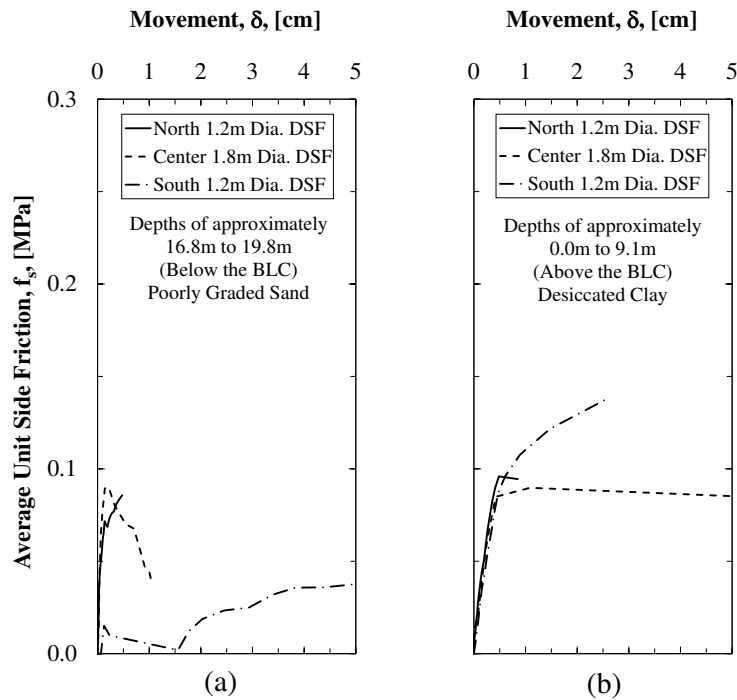 Movement, δ, [cm]
0 1 2 3 4 5
Average Unit Side Friction, fs, [MPa]
0.3
0.2
0.1
0.0
North 1.2m Dia. DSF
Center 1.8m Dia. DSF
South 1.2m Dia. DSF
Depths of approximately
16.8m to 19.8m
(Below the BLC)
Poorly Graded Sand
(a)
Movement, δ, [cm]
0 1 2 3 4 5
North 1.2m Dia. DSF
Center 1.8m Dia. DSF
South 1.2m Dia. DSF
Depths of approximately
0.0m to 9.1m
(Above the BLC)
Desiccated Clay
(b)